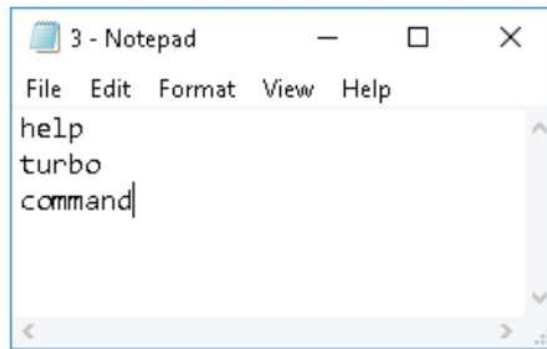 3 - Notepad
File Edit Format View Help
help
turbo
command